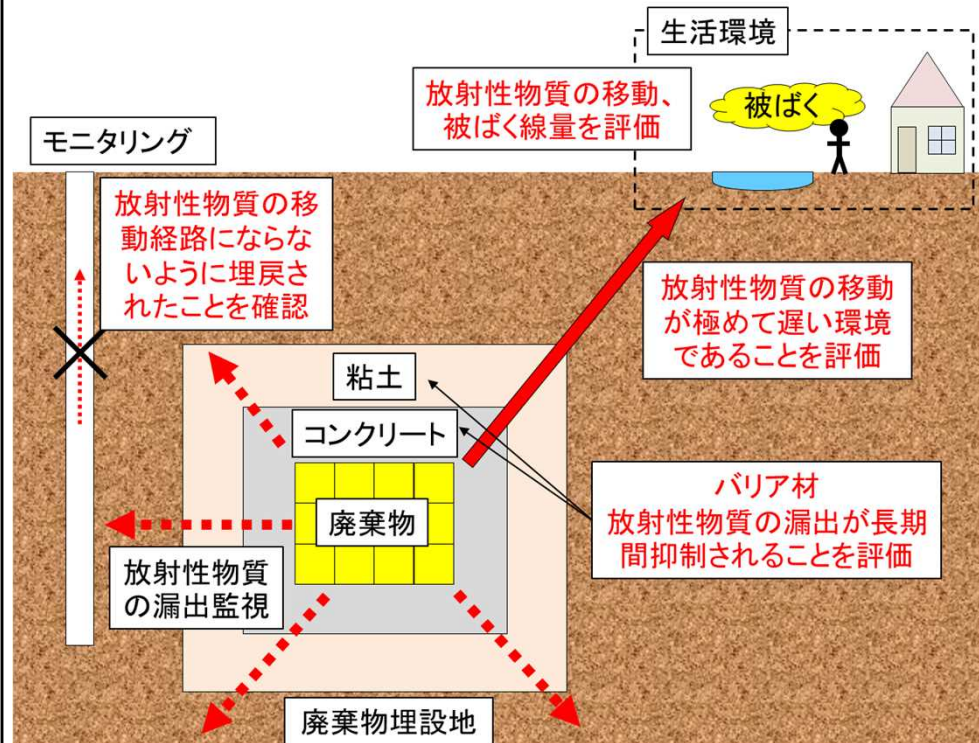 生活環境
放射性物質の移動、
被ばく線量を評価
被ばく
モニタリング
放射性物質の移
動経路にならな
いように埋戻さ
れたことを確認
放射性物質の移動
が極めて遅い環境
であることを評価
粘土
コンクリート
廃棄物
バリア材
放射性物質の漏出が長期
間抑制されることを評価
放射性物質
の漏出監視
廃棄物埋設地